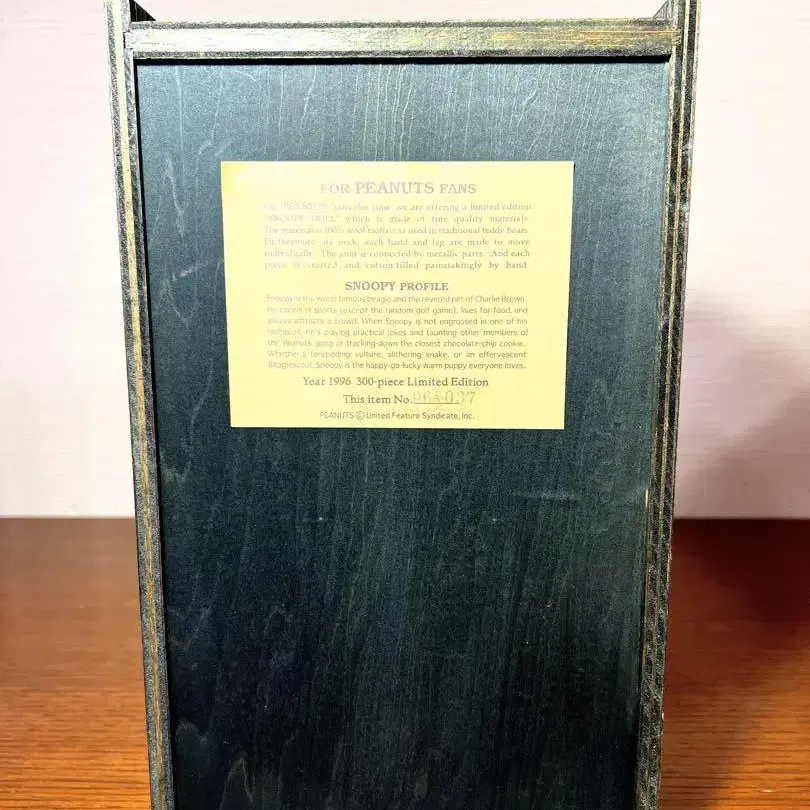 FOR PEANUTS FANS
For "PEANUTS" fans this time, we are offering a limited edition
"SNOOPY DOLL" which is made of fine quality materials.
The material is 100% wool mohair as used in traditional teddy bears.
Furthermore, its neck, each hand and leg are made to move
individually. The joint is connected by metallic parts. And each
piece is crafted and cotton-filled painstakingly by hand.
SNOOPY PROFILE
Snoopy is the world famous beagle and the revered pet of Charlie Brown.
He excels in sports (except the random golf game), lives for food, and
always attracts a crowd. When Snoopy is not engrossed in one of his
fantasies, he's playing practical jokes and taunting other members of
the Peanuts gang or tracking-down the closest chocolate-chip cookie.
Whether a foreboding vulture, slithering snake, or an effervescent
Beaglescout, Snoopy is the happy-go-lucky warm puppy everyone loves.
Year 1996 300-piece Limited Edition
This item No.
PEANUTS © United Feature Syndicate, Inc.